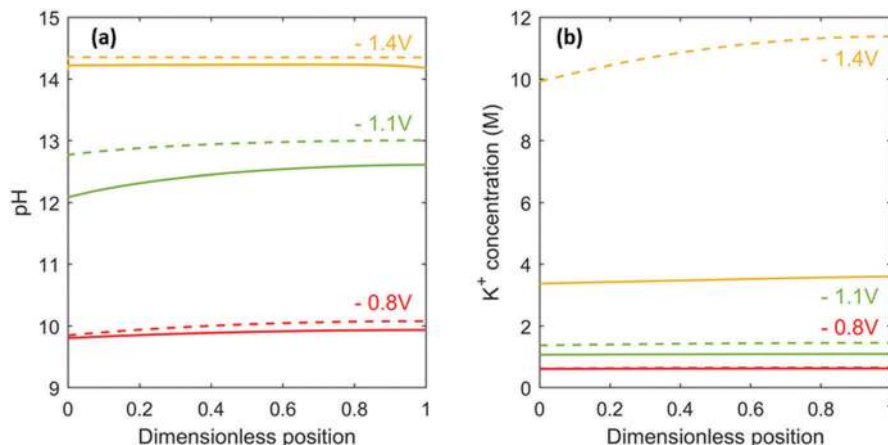 (a)
15
14
13
12
11
10
9
pH
- 1.4V
- 1.1V
- 0.8V
0 0.2 0.4 0.6 0.8 1
Dimensionless position
(b)
12
10
8
6
4
2
0
K+ concentration (M)
- 1.4V
- 1.1V
- 0.8V
0 0.2 0.4 0.6 0.8 1
Dimensionless position